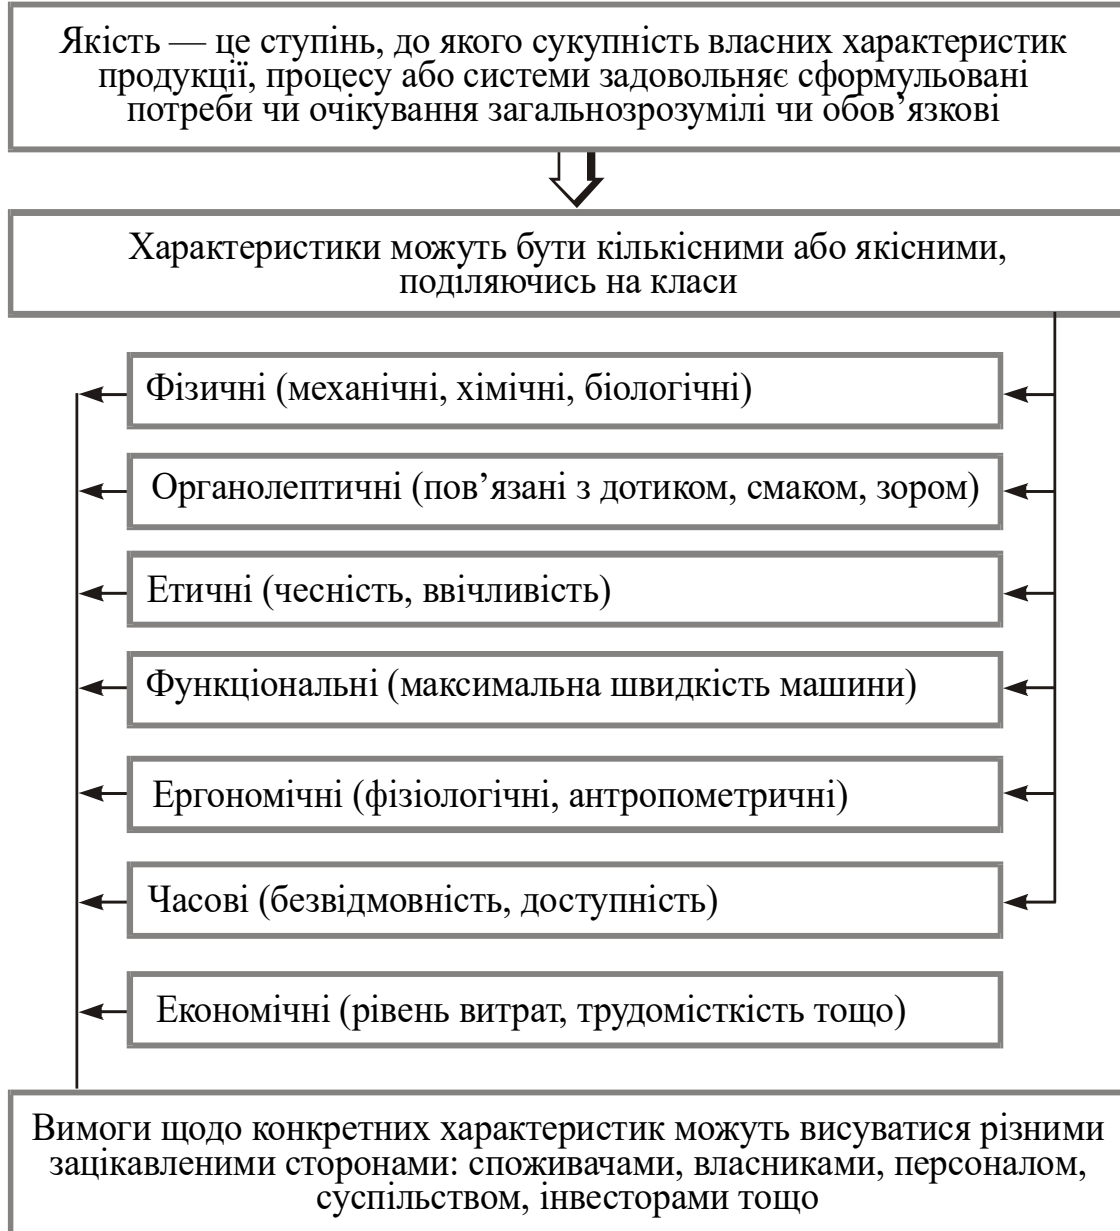 Якість — це ступінь, до якого сукупність власних характеристик
продукції, процесу або системи задовольняє сформульовані
потреби чи очікування загальнозрозумілі чи обов’язкові
Характеристики можуть бути кількісними або якісними,
поділяючись на класи
Фізичні (механічні, хімічні, біологічні)
Органолептичні (пов’язані з дотиком, смаком, зором)
Етичні (чесність, ввічливість)
Функціональні (максимальна швидкість машини)
Ергономічні (фізіологічні, антропометричні)
Часові (безвідмовність, доступність)
Економічні (рівень витрат, трудомісткість тощо)
Вимоги щодо конкретних характеристик можуть висуватися різними
зацікавленими сторонами: споживачами, власниками, персоналом,
суспільством, інвесторами тощо